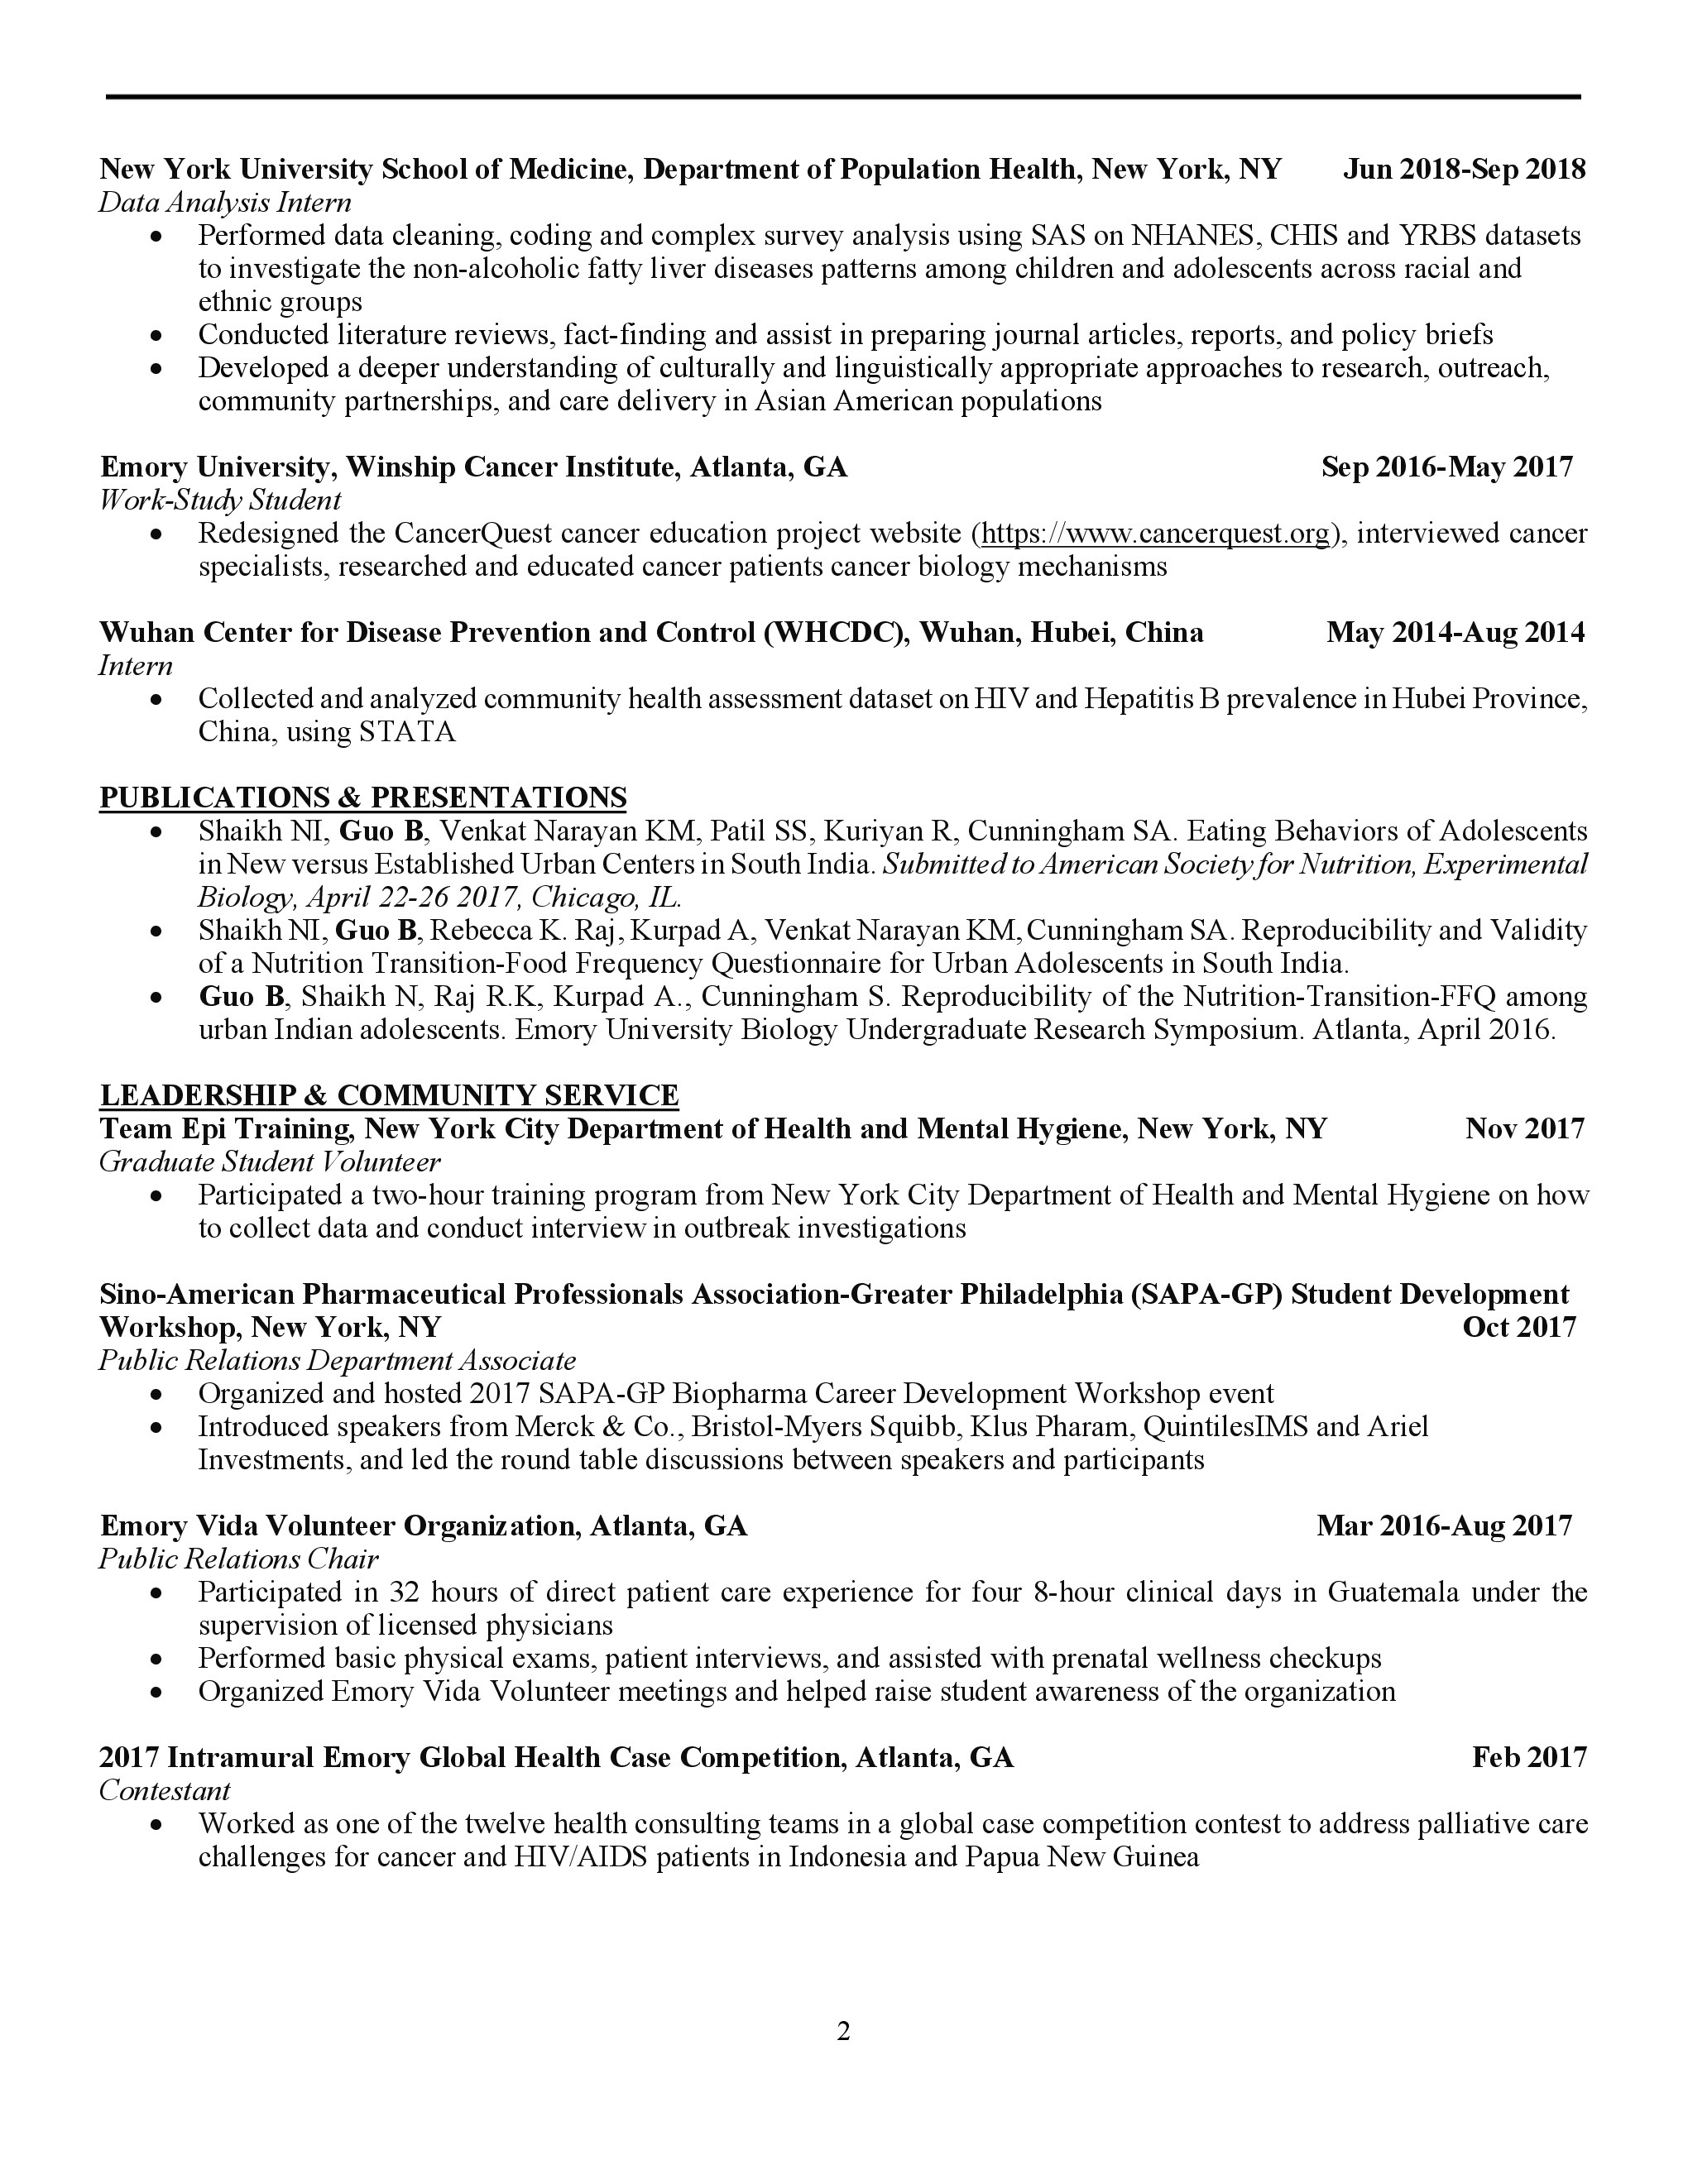 New York University School of Medicine, Department of Population Health, New York, NY Jun 2018-Sep 2018
Data Analysis Intern
• Performed data cleaning, coding and complex survey analysis using SAS on NHANES, CHIS and YRBS datasets
to investigate the non-alcoholic fatty liver diseases patterns among children and adolescents across racial and
ethnic groups
• Conducted literature reviews, fact-finding and assist in preparing journal articles, reports, and policy briefs
• Developed a deeper understanding of culturally and linguistically appropriate approaches to research, outreach,
community partnerships, and care delivery in Asian American populations
Emory University, Winship Cancer Institute, Atlanta, GA Sep 2016-May 2017
Work-Study Student
• Redesigned the CancerQuest cancer education project website (https://www.cancerquest.org), interviewed cancer
specialists, researched and educated cancer patients cancer biology mechanisms
Wuhan Center for Disease Prevention and Control (WHCDC), Wuhan, Hubei, China May 2014-Aug 2014
Intern
• Collected and analyzed community health assessment dataset on HIV and Hepatitis B prevalence in Hubei Province,
China, using STATA
PUBLICATIONS & PRESENTATIONS
• Shaikh NI, Guo B, Venkat Narayan KM, Patil SS, Kuriyan R, Cunningham SA. Eating Behaviors of Adolescents
in New versus Established Urban Centers in South India. Submitted to American Society for Nutrition, Experimental
Biology, April 22-26 2017, Chicago, IL.
• Shaikh NI, Guo B, Rebecca K. Raj, Kurpad A, Venkat Narayan KM, Cunningham SA. Reproducibility and Validity
of a Nutrition Transition-Food Frequency Questionnaire for Urban Adolescents in South India.
• Guo B, Shaikh N, Raj R.K, Kurpad A., Cunningham S. Reproducibility of the Nutrition-Transition-FFQ among
urban Indian adolescents. Emory University Biology Undergraduate Research Symposium. Atlanta, April 2016.
LEADERSHIP & COMMUNITY SERVICE
Team Epi Training, New York City Department of Health and Mental Hygiene, New York, NY Nov 2017
Graduate Student Volunteer
• Participated a two-hour training program from New York City Department of Health and Mental Hygiene on how
to collect data and conduct interview in outbreak investigations
Sino-American Pharmaceutical Professionals Association-Greater Philadelphia (SAPA-GP) Student Development
Workshop, New York, NY Oct 2017
Public Relations Department Associate
• Organized and hosted 2017 SAPA-GP Biopharma Career Development Workshop event
• Introduced speakers from Merck & Co., Bristol-Myers Squibb, Klus Pharam, QuintilesIMS and Ariel
Investments, and led the round table discussions between speakers and participants
Emory Vida Volunteer Organization, Atlanta, GA Mar 2016-Aug 2017
Public Relations Chair
• Participated in 32 hours of direct patient care experience for four 8-hour clinical days in Guatemala under the
supervision of licensed physicians
• Performed basic physical exams, patient interviews, and assisted with prenatal wellness checkups
• Organized Emory Vida Volunteer meetings and helped raise student awareness of the organization
2017 Intramural Emory Global Health Case Competition, Atlanta, GA Feb 2017
Contestant
• Worked as one of the twelve health consulting teams in a global case competition contest to address palliative care
challenges for cancer and HIV/AIDS patients in Indonesia and Papua New Guinea
2